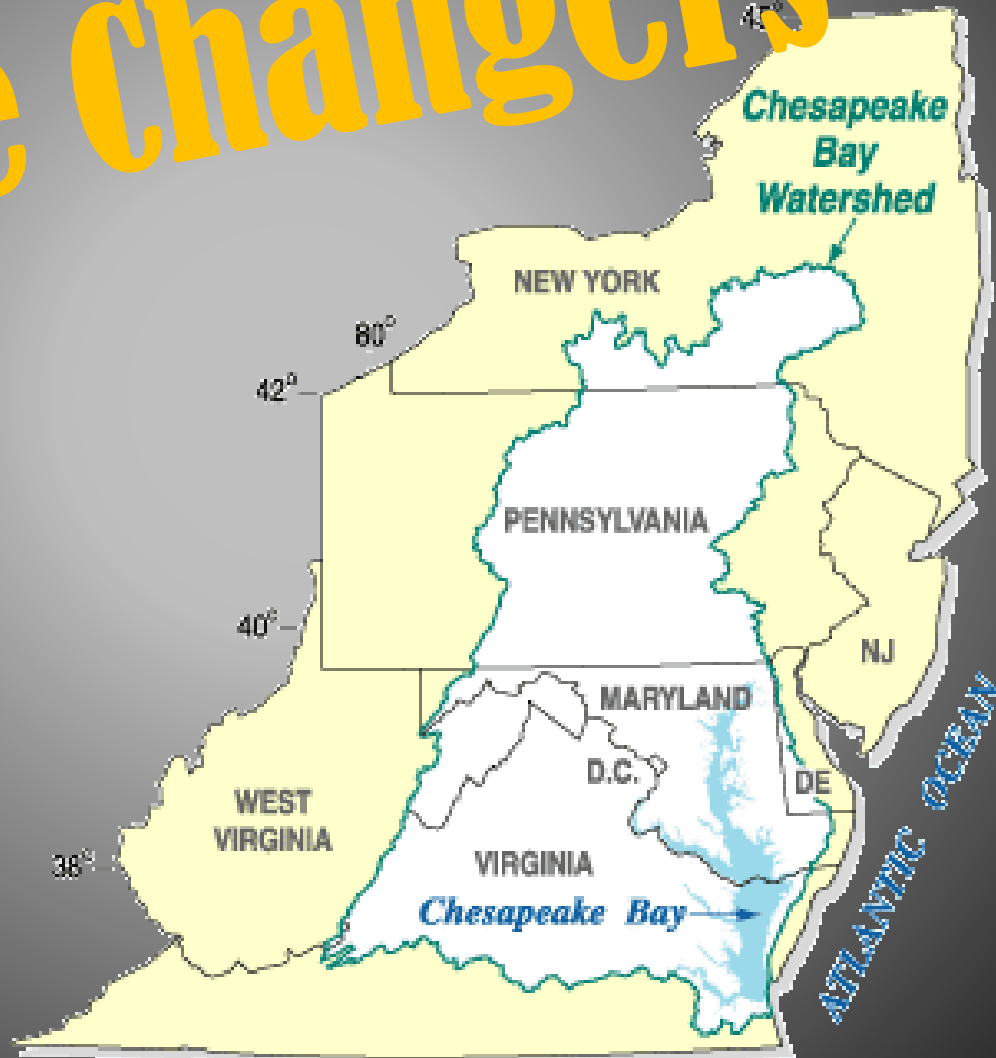 e Changers
45°
Chesapeake
Bay
Watershed
NEW YORK
80°
42°
PENNSYLVANIA
40°
NJ
MARYLAND
D.C.
DE
WEST
VIRGINIA
38°
VIRGINIA
Chesapeake Bay
ATLANTIC OCEAN